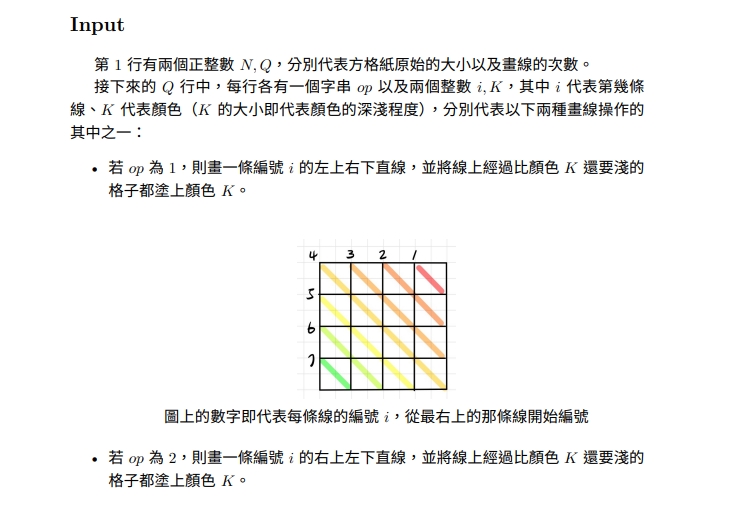 Input
第 1 行有兩個正整數 N, Q，分別代表方格紙原始的大小以及畫線的次數。
接下來的 Q 行中，每行各有一個字串 op 以及兩個整數 i, K，其中 i 代表第幾條
線、K 代表顏色（K 的大小即代表顏色的深淺程度），分別代表以下兩種畫線操作的
其中之一：
• 若 op 為 1，則畫一條編號 i 的左上右下直線，並將線上經過比顏色 K 還要淺的
格子都塗上顏色 K。
4 3 2 1
5
6
7
圖上的數字即代表每條線的編號 i，從最右上的那條線開始編號
• 若 op 為 2，則畫一條編號 i 的右上左下直線，並將線上經過比顏色 K 還要淺的
格子都塗上顏色 K。